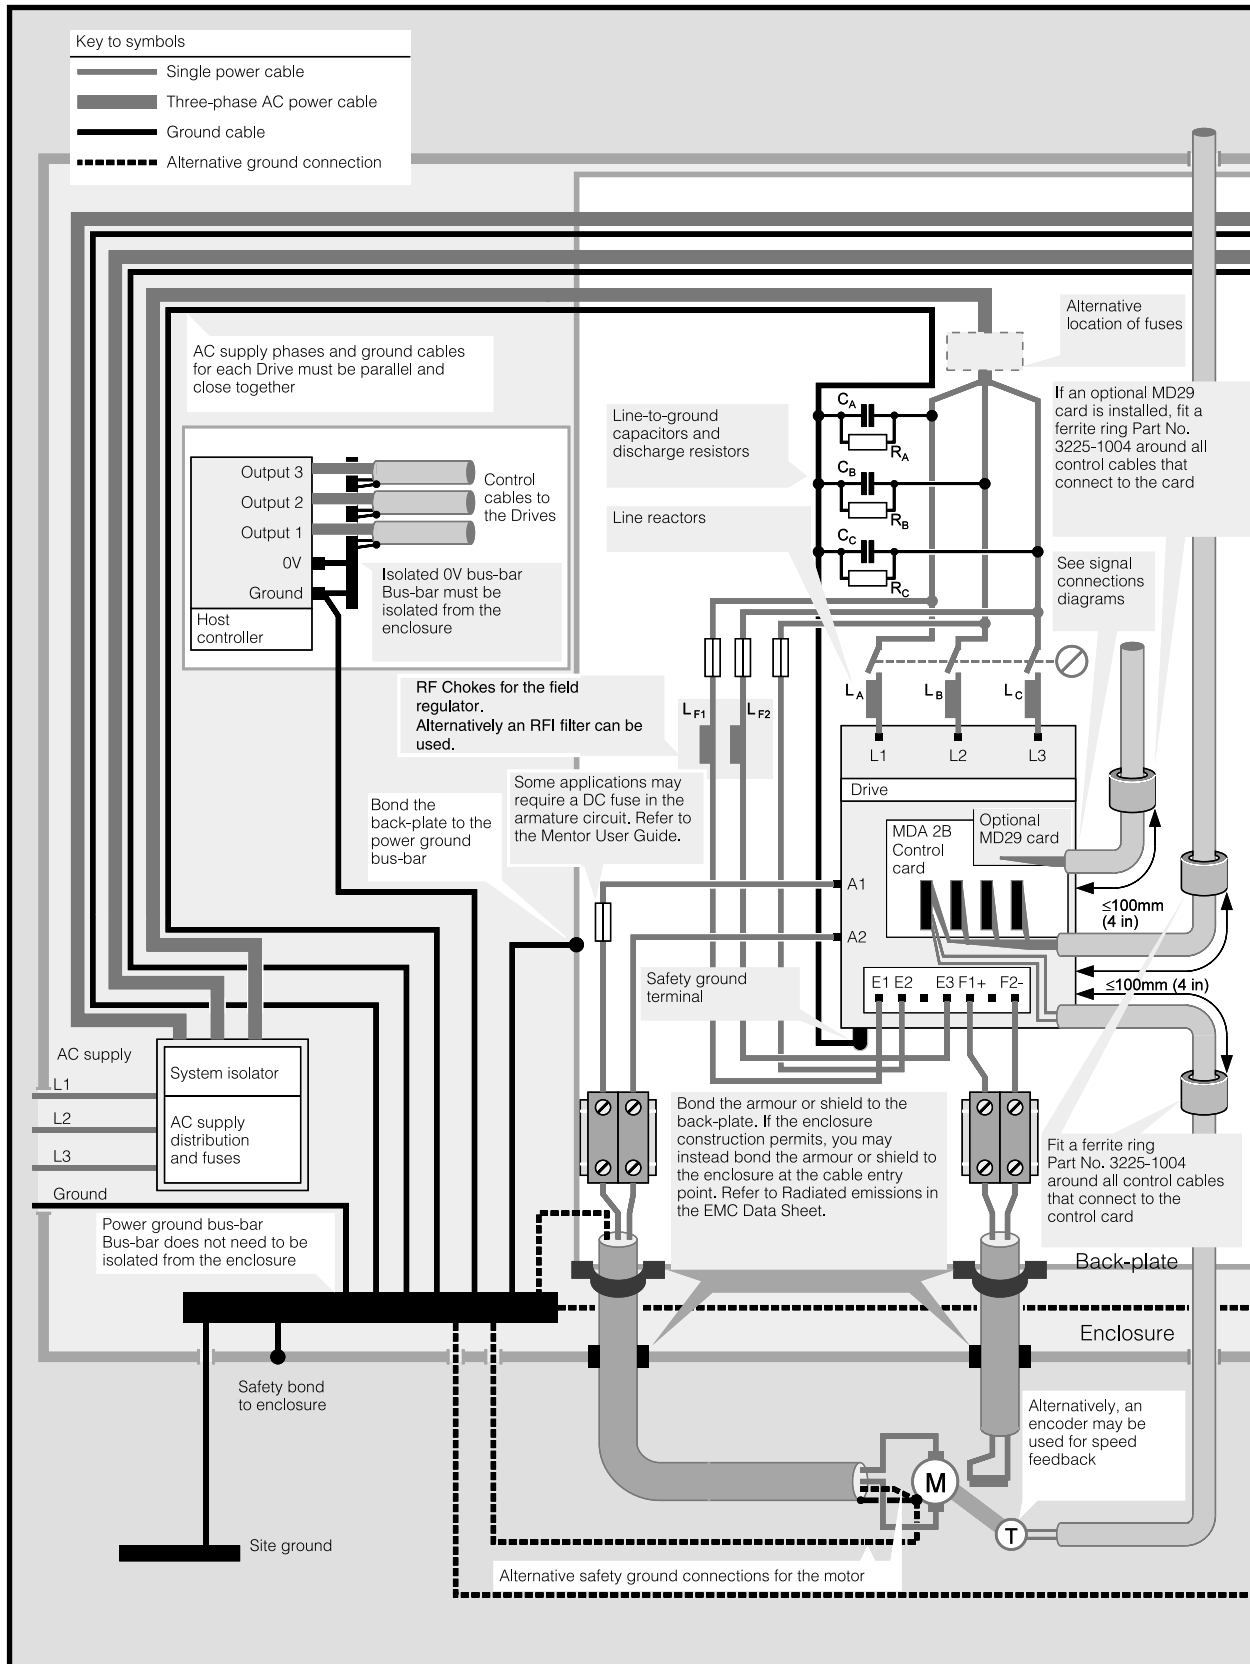 Key to symbols
Single power cable
Three-phase AC power cable
Ground cable
Alternative ground connection
Alternative
location of fuses
AC supply phases and ground cables
for each Drive must be parallel and
close together
If an optional MD29
card is installed, fit a
ferrite ring Part No.
3225-1004 around all
control cables that
connect to the card
Line-to-ground
capacitors and
discharge resistors
Line reactors
CA
RA
CB
RB
CC
RC
Output 3
Output 2
Output 1
0V
Ground
Host
controller
Control
cables to
the Drives
Isolated 0V bus-bar
Bus-bar must be
isolated from the
enclosure
See signal
connections
diagrams
RF Chokes for the field
regulator.
Alternatively an RFI filter can be
used.
LF1
LF2
LA
LB
LC
L1
L2
L3
Drive
Some applications may
require a DC fuse in the
armature circuit. Refer to
the Mentor User Guide.
Bond the
back-plate to the
power ground
bus-bar
MDA 2B
Control
card
Optional
MD29 card
A1
A2
≤100mm
(4 in)
≤100mm (4 in)
Safety ground
terminal
E1 E2 E3 F1+ F2-
AC supply
L1
L2
L3
Ground
System isolator
AC supply
distribution
and fuses
Bond the armour or shield to the
back-plate. If the enclosure
construction permits, you may
instead bond the armour or shield to
the enclosure at the cable entry
point. Refer to Radiated emissions in
the EMC Data Sheet.
Fit a ferrite ring
Part No. 3225-1004
around all control cables
that connect to the
control card
Power ground bus-bar
Bus-bar does not need to be
isolated from the enclosure
Back-plate
Enclosure
Safety bond
to enclosure
Alternatively, an
encoder may be
used for speed
feedback
M
T
Site ground
Alternative safety ground connections for the motor